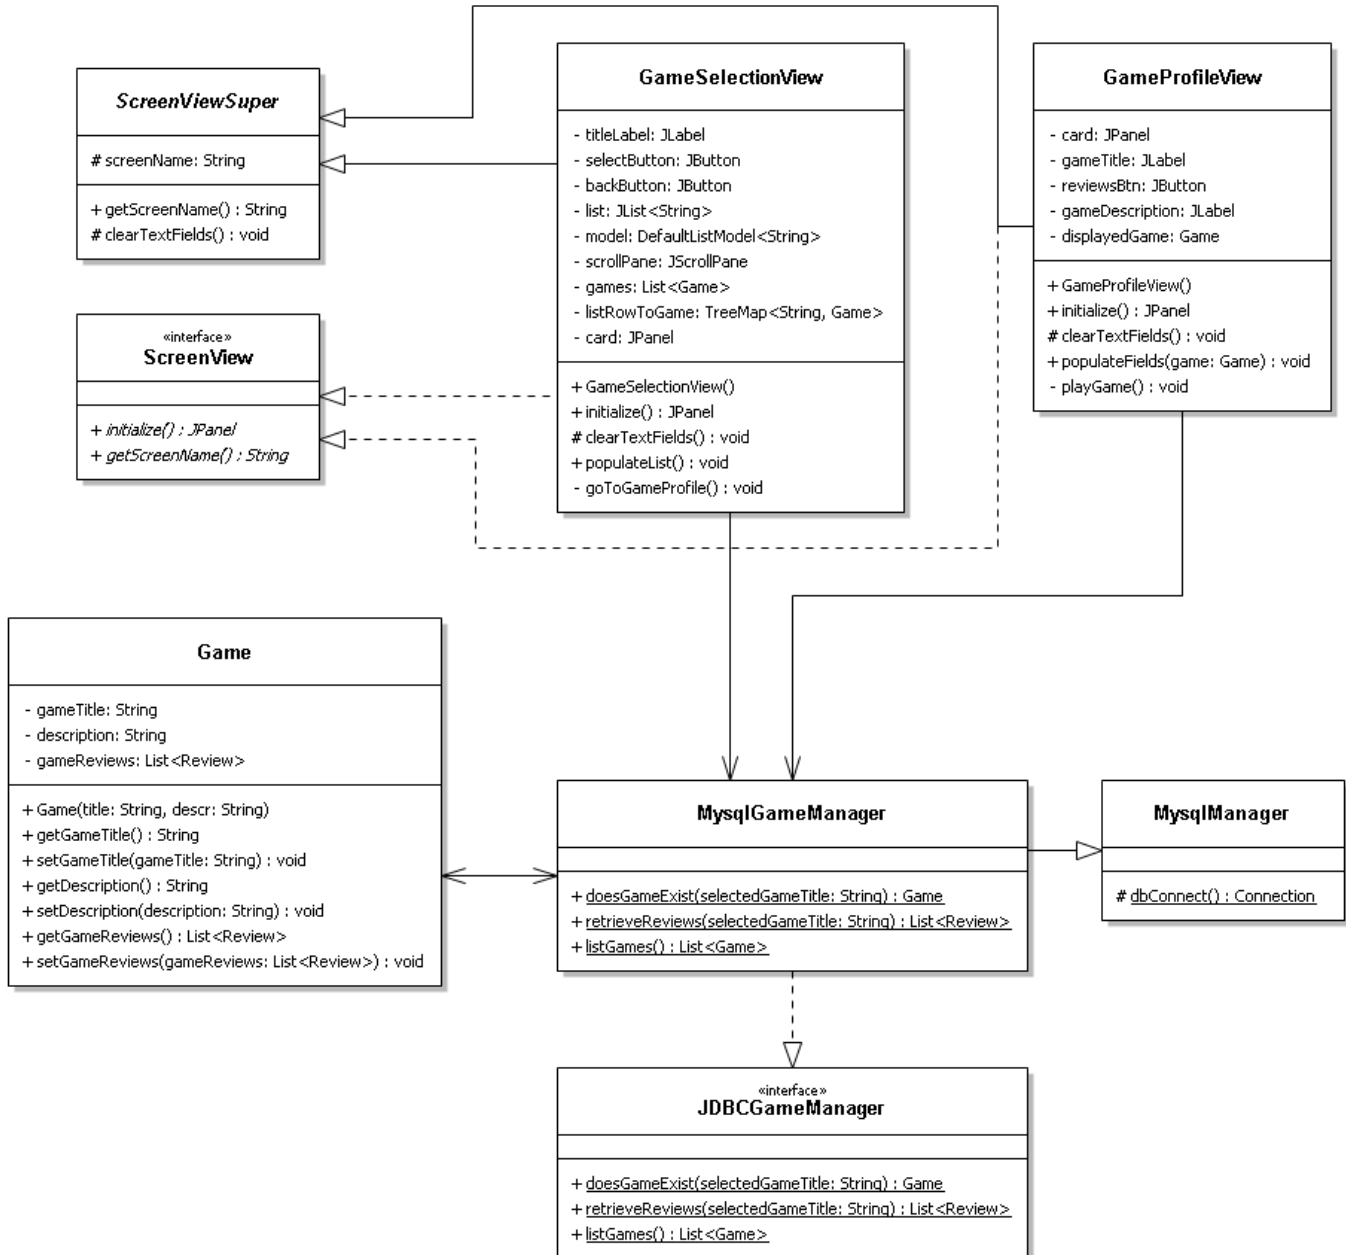 ScreenViewSuper
# screenName: String
+ getScreenName() : String
# clearTextFields() : void
«interface»
ScreenView
+ initialize() : JPanel
+ getScreenName() : String
GameSelectionView
- titleLabel: JLabel
- selectButton: JButton
- backButton: JButton
- list: JList<String>
- model: DefaultListModel<String>
- scrollPane: JScrollPane
- games: List<Game>
- listRowToGame: TreeMap<String, Game>
- card: JPanel
+ GameSelectionView()
+ initialize() : JPanel
# clearTextFields() : void
+ populateList() : void
- goToGameProfile() : void
GameProfileView
- card: JPanel
- gameTitle: JLabel
- reviewsBtn: JButton
- gameDescription: JLabel
- displayedGame: Game
+ GameProfileView()
+ initialize() : JPanel
# clearTextFields() : void
+ populateFields(game: Game) : void
- playGame() : void
Game
- gameTitle: String
- description: String
- gameReviews: List<Review>
+ Game(title: String, descr: String)
+ getGameTitle() : String
+ setGameTitle(gameTitle: String) : void
+ getDescription() : String
+ setDescription(description: String) : void
+ getGameReviews() : List<Review>
+ setGameReviews(gameReviews: List<Review>) : void
MysqlGameManager
+ doesGameExist(selectedGameTitle: String) : Game
+ retrieveReviews(selectedGameTitle: String) : List<Review>
+ listGames() : List<Game>
MysqlManager
# dbConnect() : Connection
«interface»
JDBCGameManager
+ doesGameExist(selectedGameTitle: String) : Game
+ retrieveReviews(selectedGameTitle: String) : List<Review>
+ listGames() : List<Game>